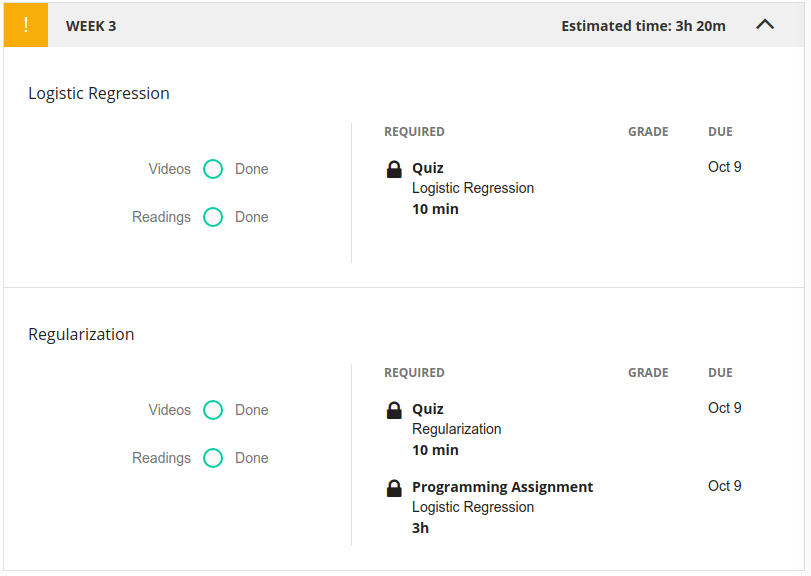 ! WEEK 3 Estimated time: 3h 20m
Logistic Regression
REQUIRED GRADE DUE
Videos Done
Quiz Oct 9
Logistic Regression
10 min
Readings Done
Regularization
REQUIRED GRADE DUE
Videos Done
Quiz Oct 9
Regularization
10 min
Readings Done
Programming Assignment Oct 9
Logistic Regression
3h